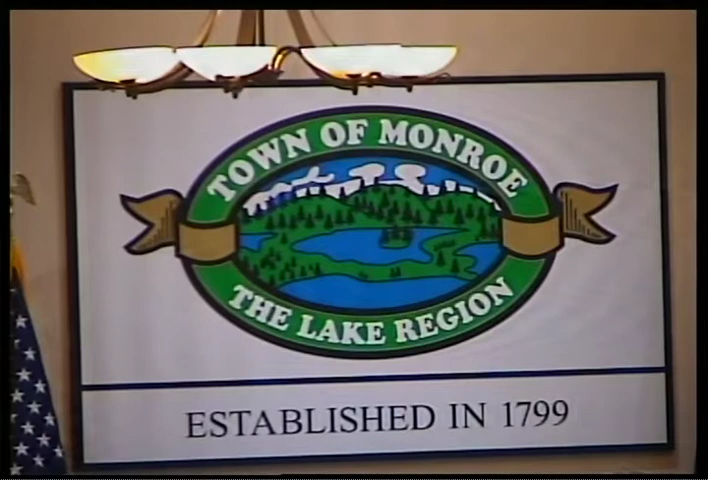 TOWN OF MONROE
THE LAKE REGION
ESTABLISHED IN 1799